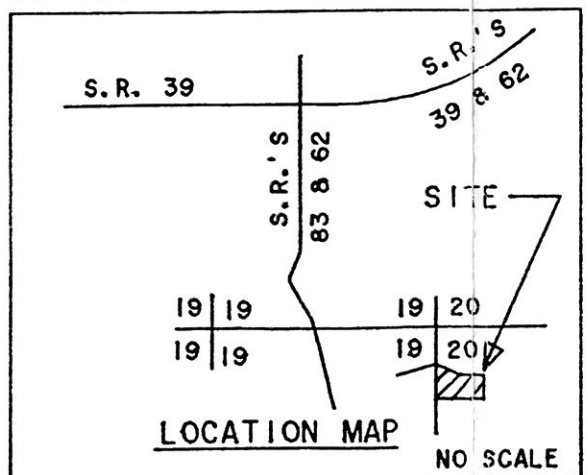 S.R. 39
S.R.'S
39 & 62
S.R.'S
83 & 62
SITE
19 19
19 20
19 19
19 20
LOCATION MAP
NO SCALE